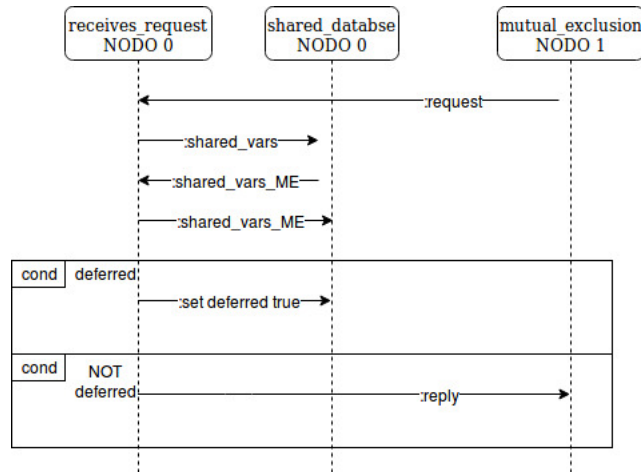 receives_request
NODO 0
shared_databse
NODO 0
mutual_exclusion
NODO 1
:request
:shared_vars
:shared_vars_ME
:shared_vars_ME
cond
deferred
:set deferred true
cond
NOT
deferred
:reply